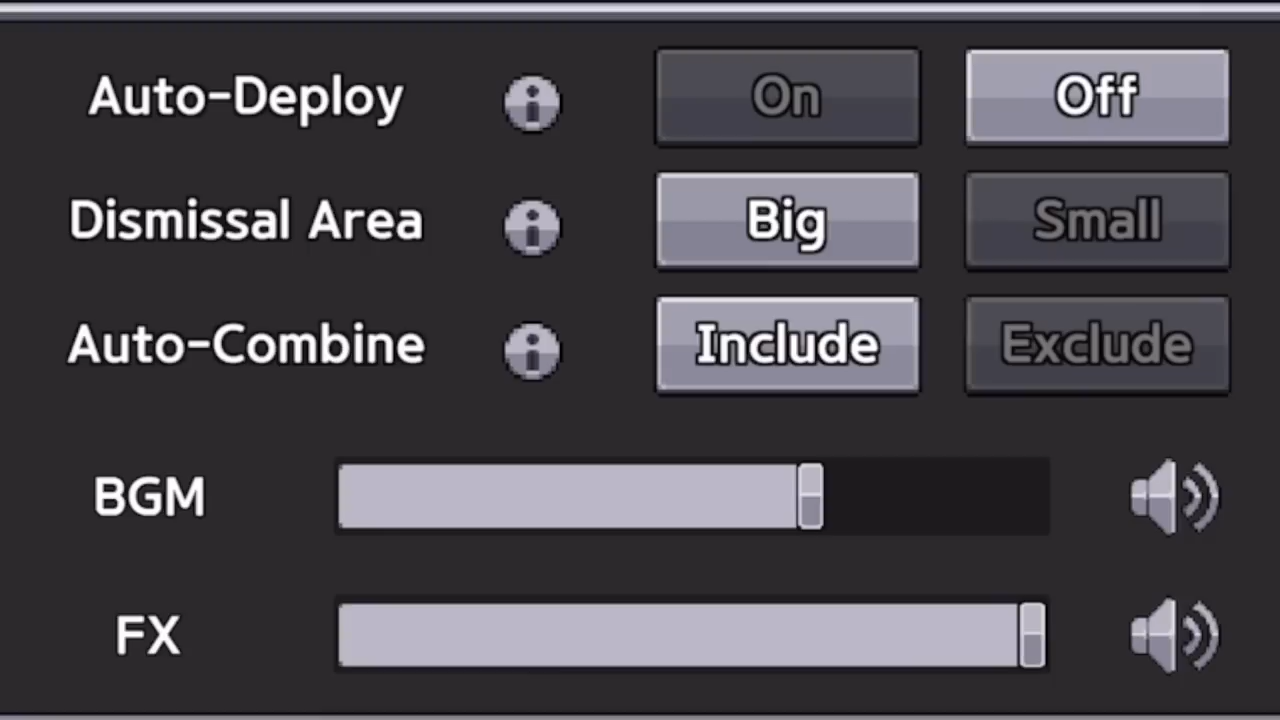 Auto-Deploy On Off
Dismissal Area Big Small
Auto-Combine Include Exclude
BGM
FX